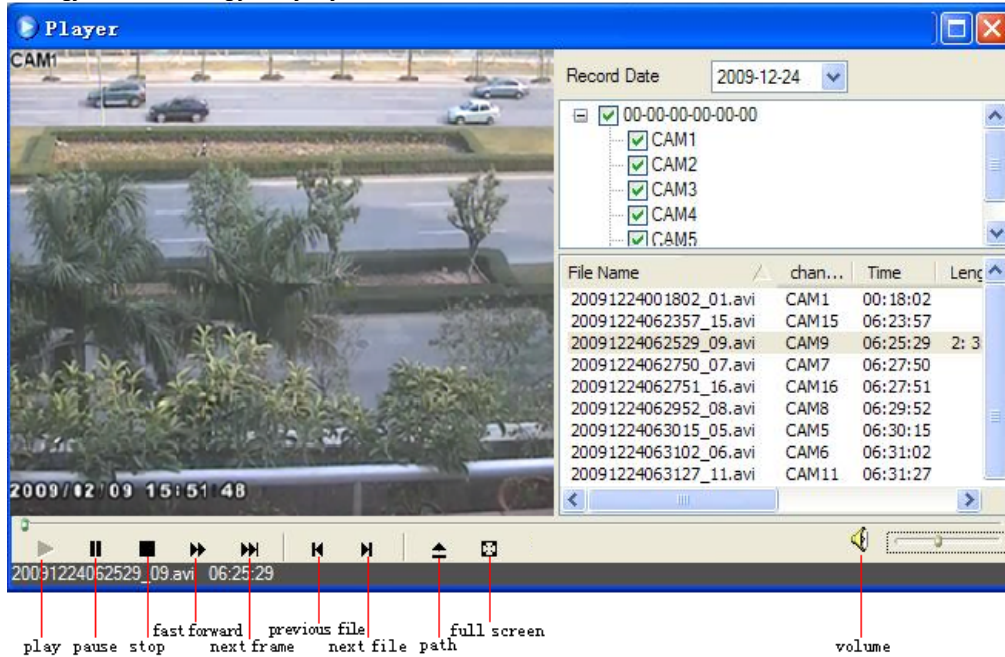 Player
CAM1
Record Date 2009-12-24
00-00-00-00-00-00
CAM1
CAM2
CAM3
CAM4
CAM5
File Name chan... Time Leng
20091224001802_01.avi CAM1 00:18:02
20091224062357_15.avi CAM15 06:23:57
20091224062529_09.avi CAM9 06:25:29 2: 3
20091224062750_07.avi CAM7 06:27:50
20091224062751_16.avi CAM16 06:27:51
20091224062952_08.avi CAM8 06:29:52
20091224063015_05.avi CAM5 06:30:15
20091224063102_06.avi CAM6 06:31:02
20091224063127_11.avi CAM11 06:31:27
2009/12/09 15:51:48
20091224062529_09.avi 06:25:29
fast forward previous file full screen
play pause stop next frame next file path volume